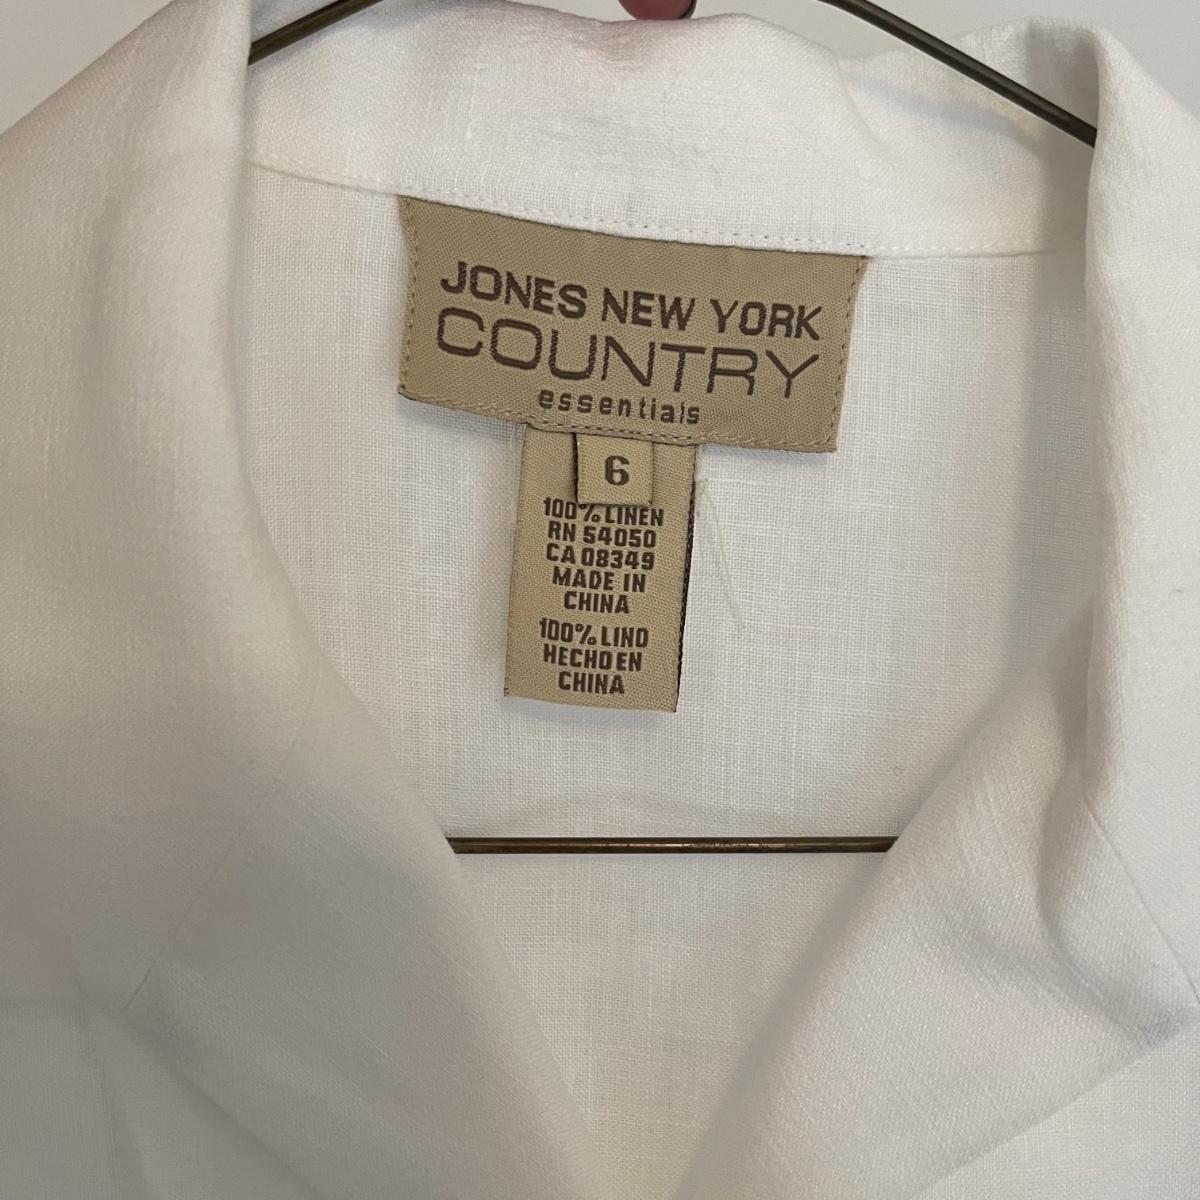 JONES NEW YORK
COUNTRY
essentials
6
100% LINEN
RN 54050
CA 08349
MADE IN
CHINA
100% LINO
HECHO EN
CHINA